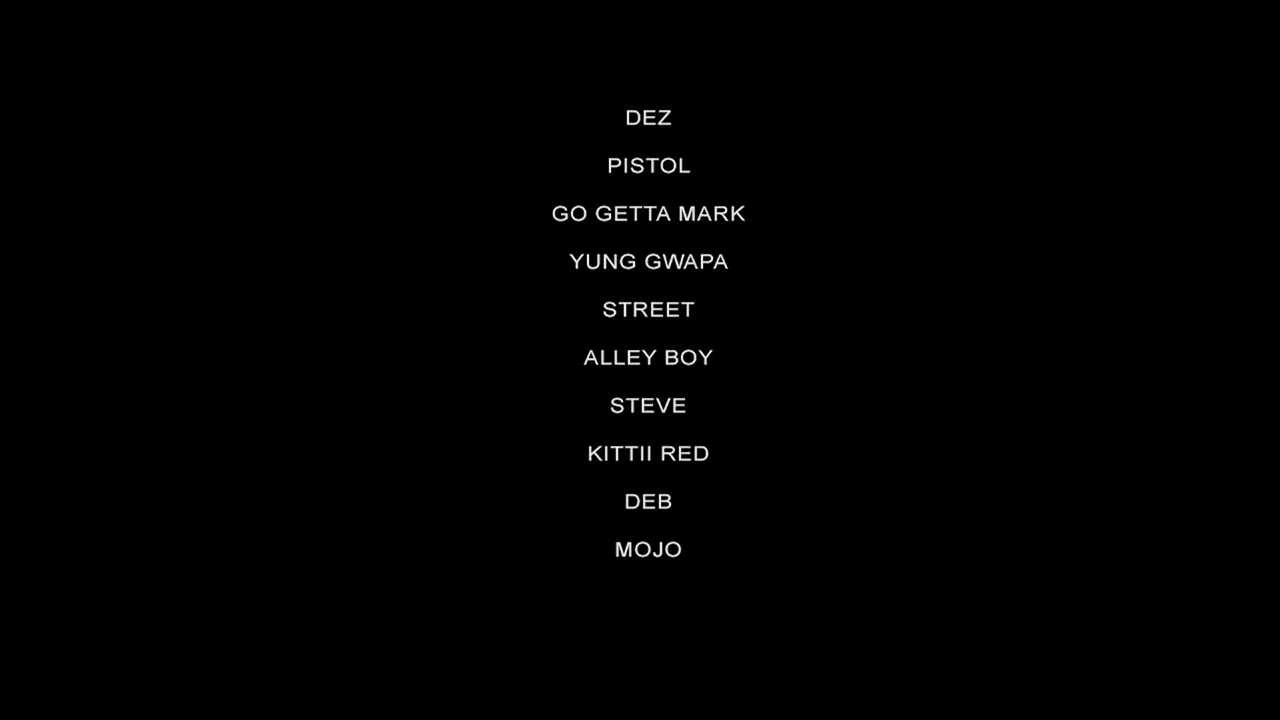 DEZ
PISTOL
GO GETTA MARK
YUNG GWAPA
STREET
ALLEY BOY
STEVE
KITTII RED
DEB
MOJO